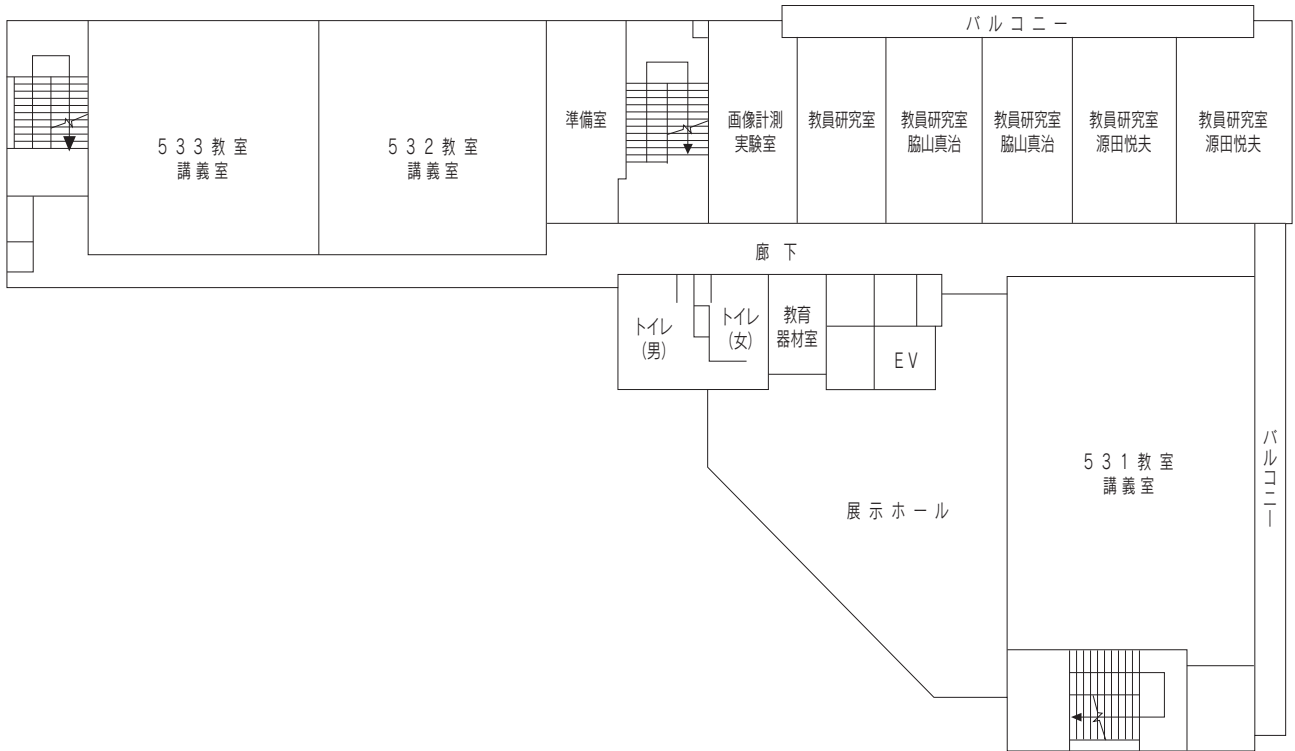 バルコニー
533教室
講義室
532教室
講義室
準備室
画像計測
実験室
教員研究室
教員研究室
脇山真治
教員研究室
脇山真治
教員研究室
源田悦夫
教員研究室
源田悦夫
廊下
トイレ
(男)
トイレ
(女)
教育
器材室
EV
531教室
講義室
バルコニー
展示ホール